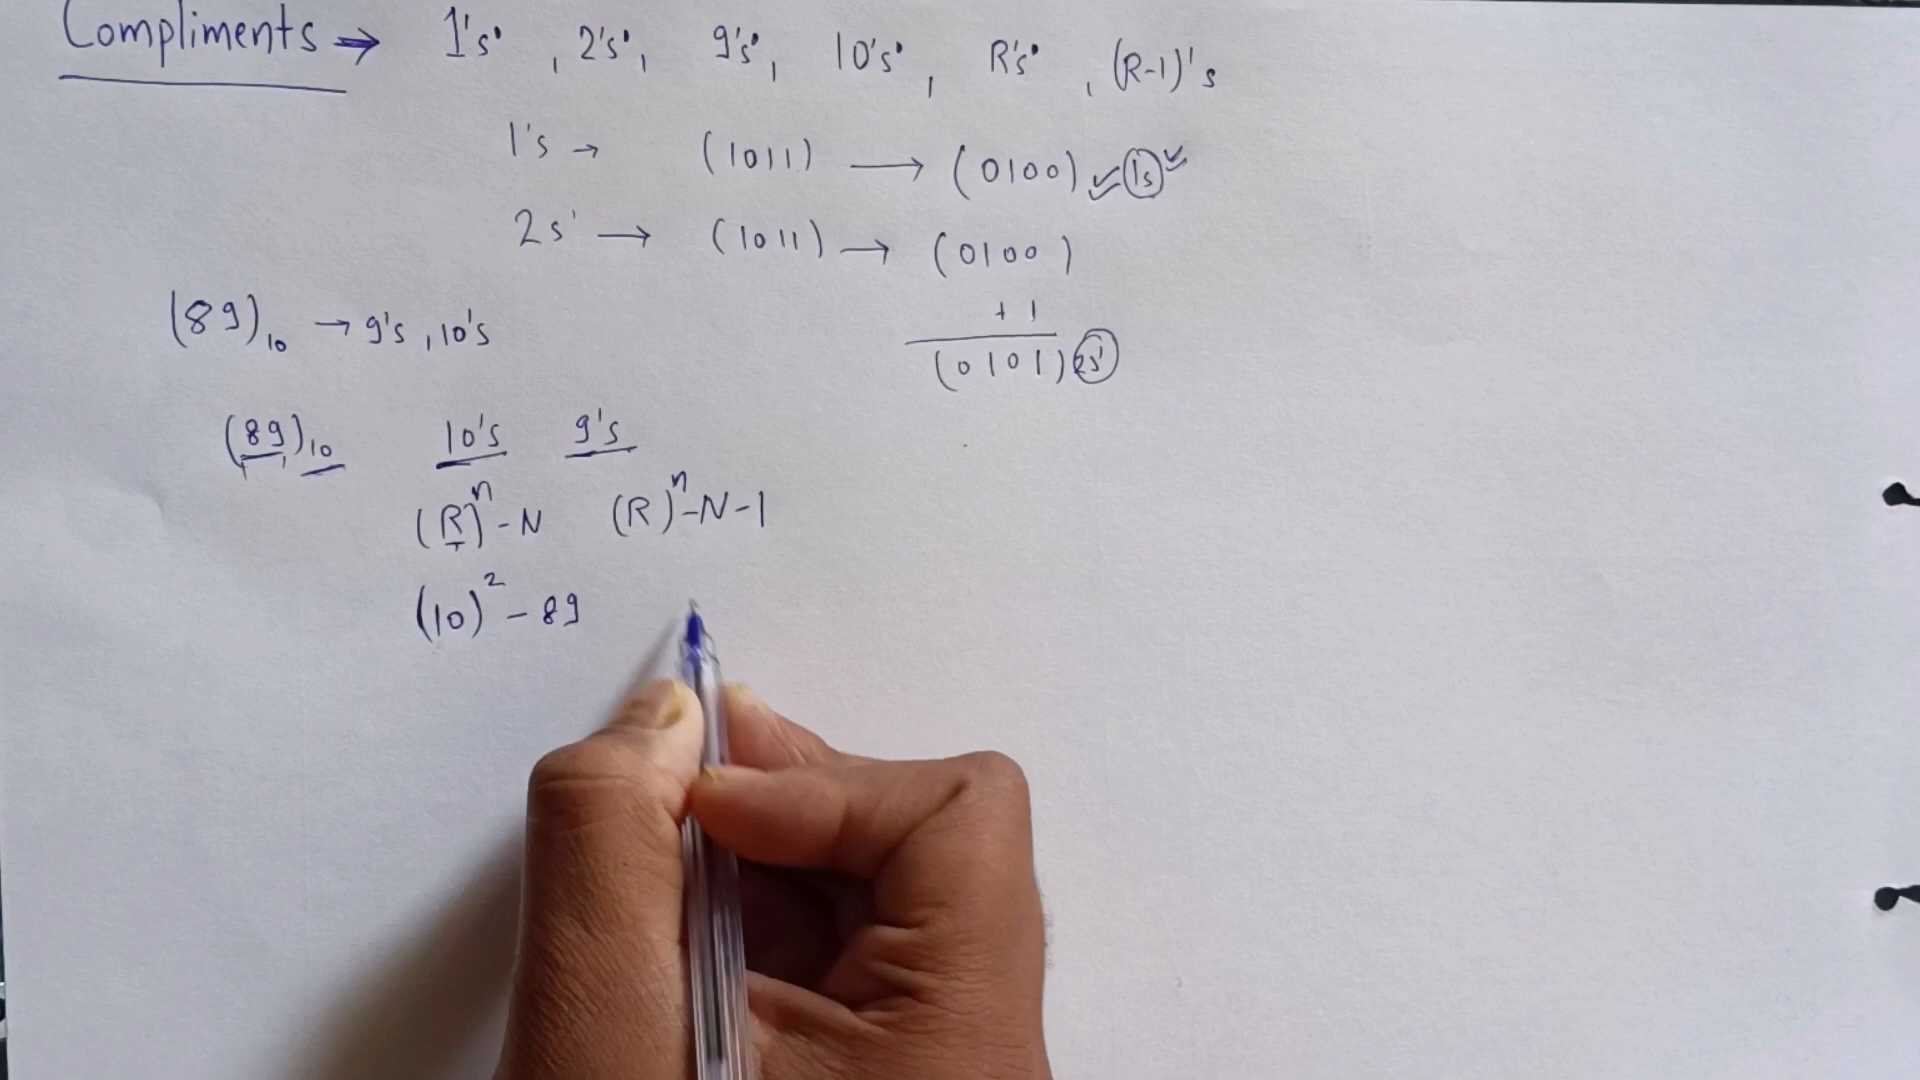 Compliments → 1's , 2's , 9's , 10's , R's , (R-1)'s
1's → (1011) → (0100) 1s
2s' → (1011) → (0100)
+ 1
(0101) 2s'
(89)10 → 9's , 10's
(89)10 10's 9's
(R)^n - N (R)^n - N - 1
(10)^2 - 89